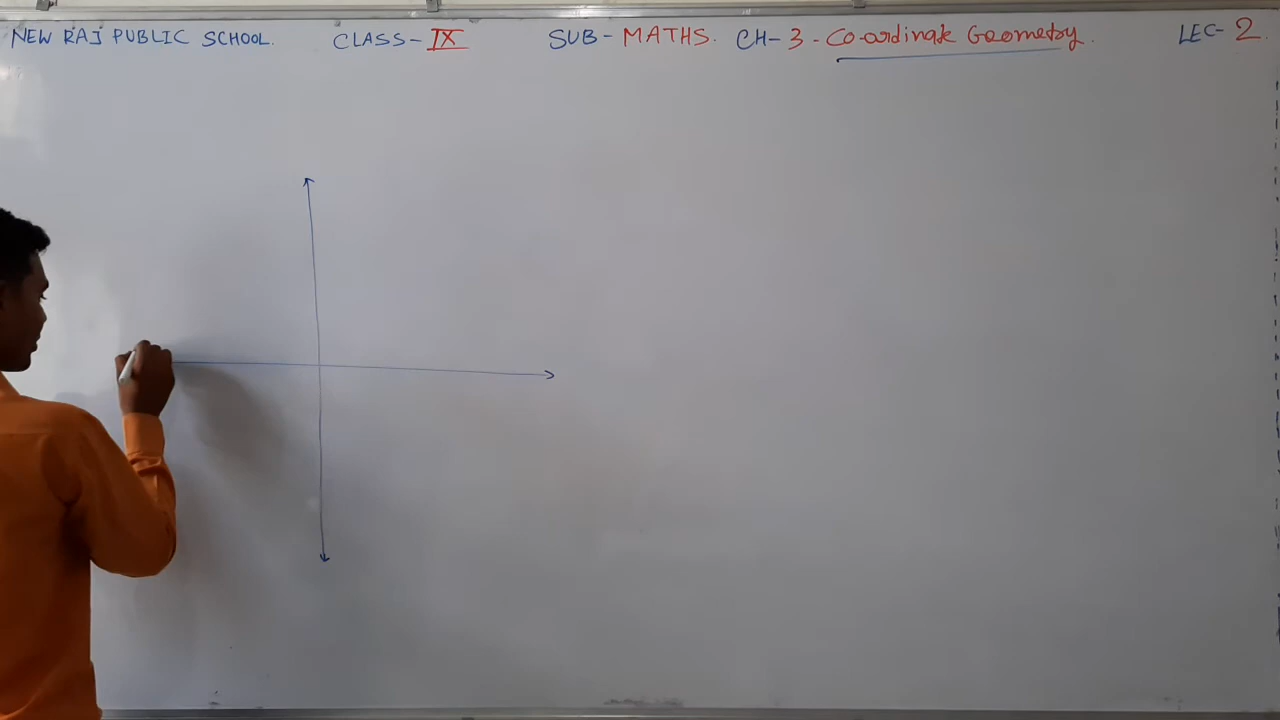 NEW RAJ PUBLIC SCHOOL. CLASS - IX SUB - MATHS. CH - 3 - Co-ordinate Geometry. LEC - 2.